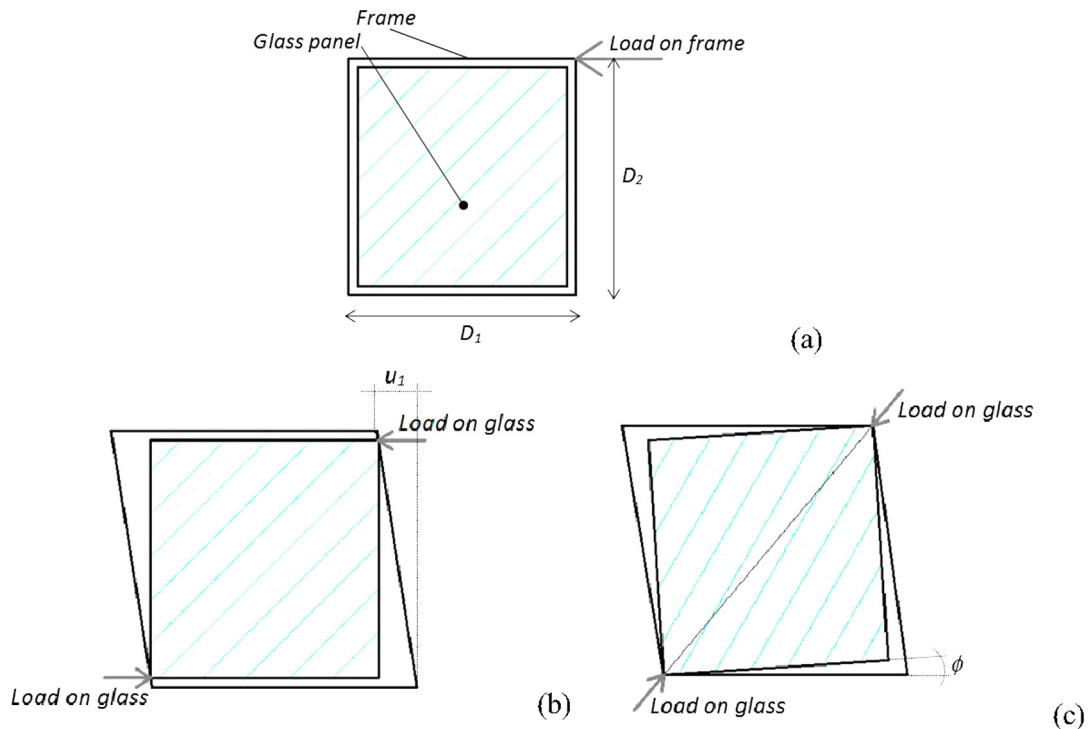 Frame
Glass panel
Load on frame
D₂
D₁
(a)
u₁
Load on glass
Load on glass
(b)
Load on glass
ϕ
Load on glass
(c)